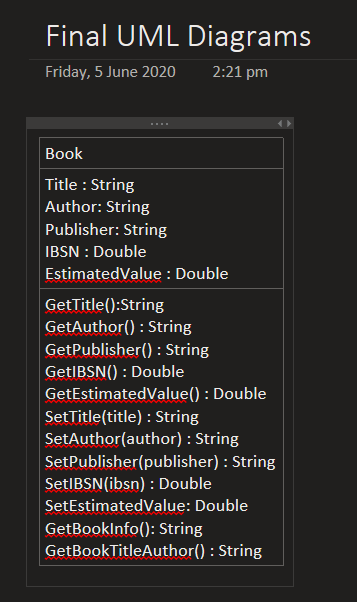 Final UML Diagrams
Friday, 5 June 2020 2:21 pm
Book
Title : String
Author: String
Publisher: String
IBSN : Double
EstimatedValue : Double
GetTitle():String
GetAuthor() : String
GetPublisher() : String
GetIBSN() : Double
GetEstimatedValue() : Double
SetTitle(title) : String
SetAuthor(author) : String
SetPublisher(publisher) : String
SetIBSN(ibsn) : Double
SetEstimatedValue: Double
GetBookInfo(): String
GetBookTitleAuthor() : String